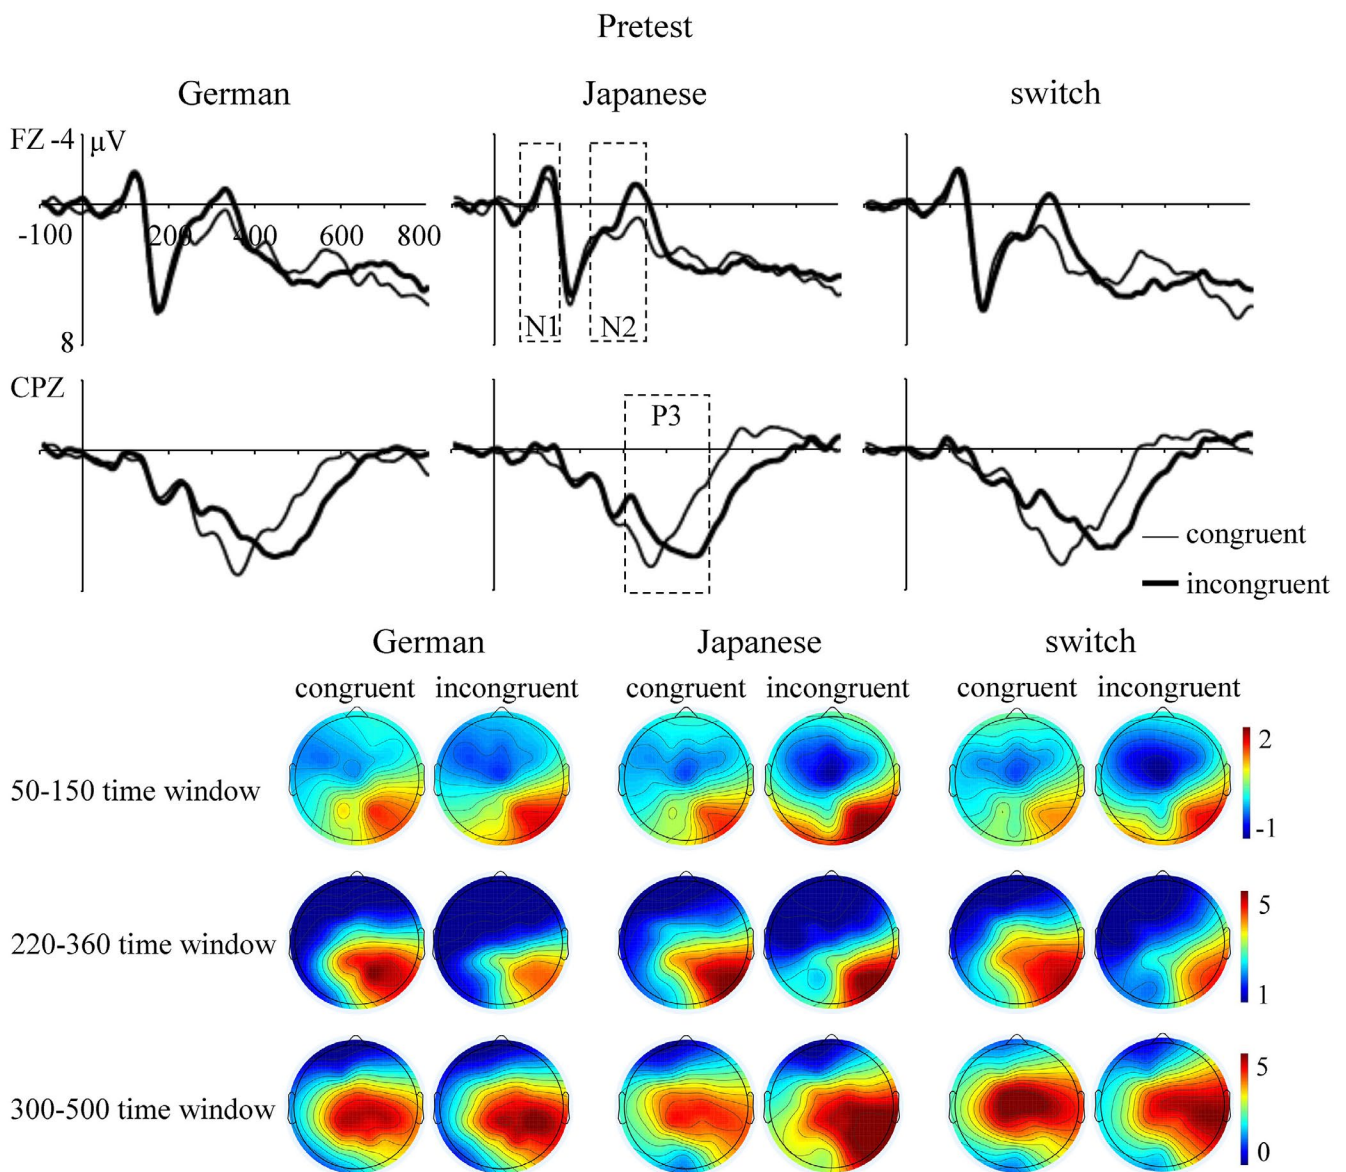 Pretest
German Japanese switch
FZ -4 μV
-100 200 400 600 800
N1 N2
8
CPZ
P3
congruent
incongruent
German Japanese switch
congruent incongruent congruent incongruent congruent incongruent
2
50-150 time window
-1
5
220-360 time window
1
5
300-500 time window
0